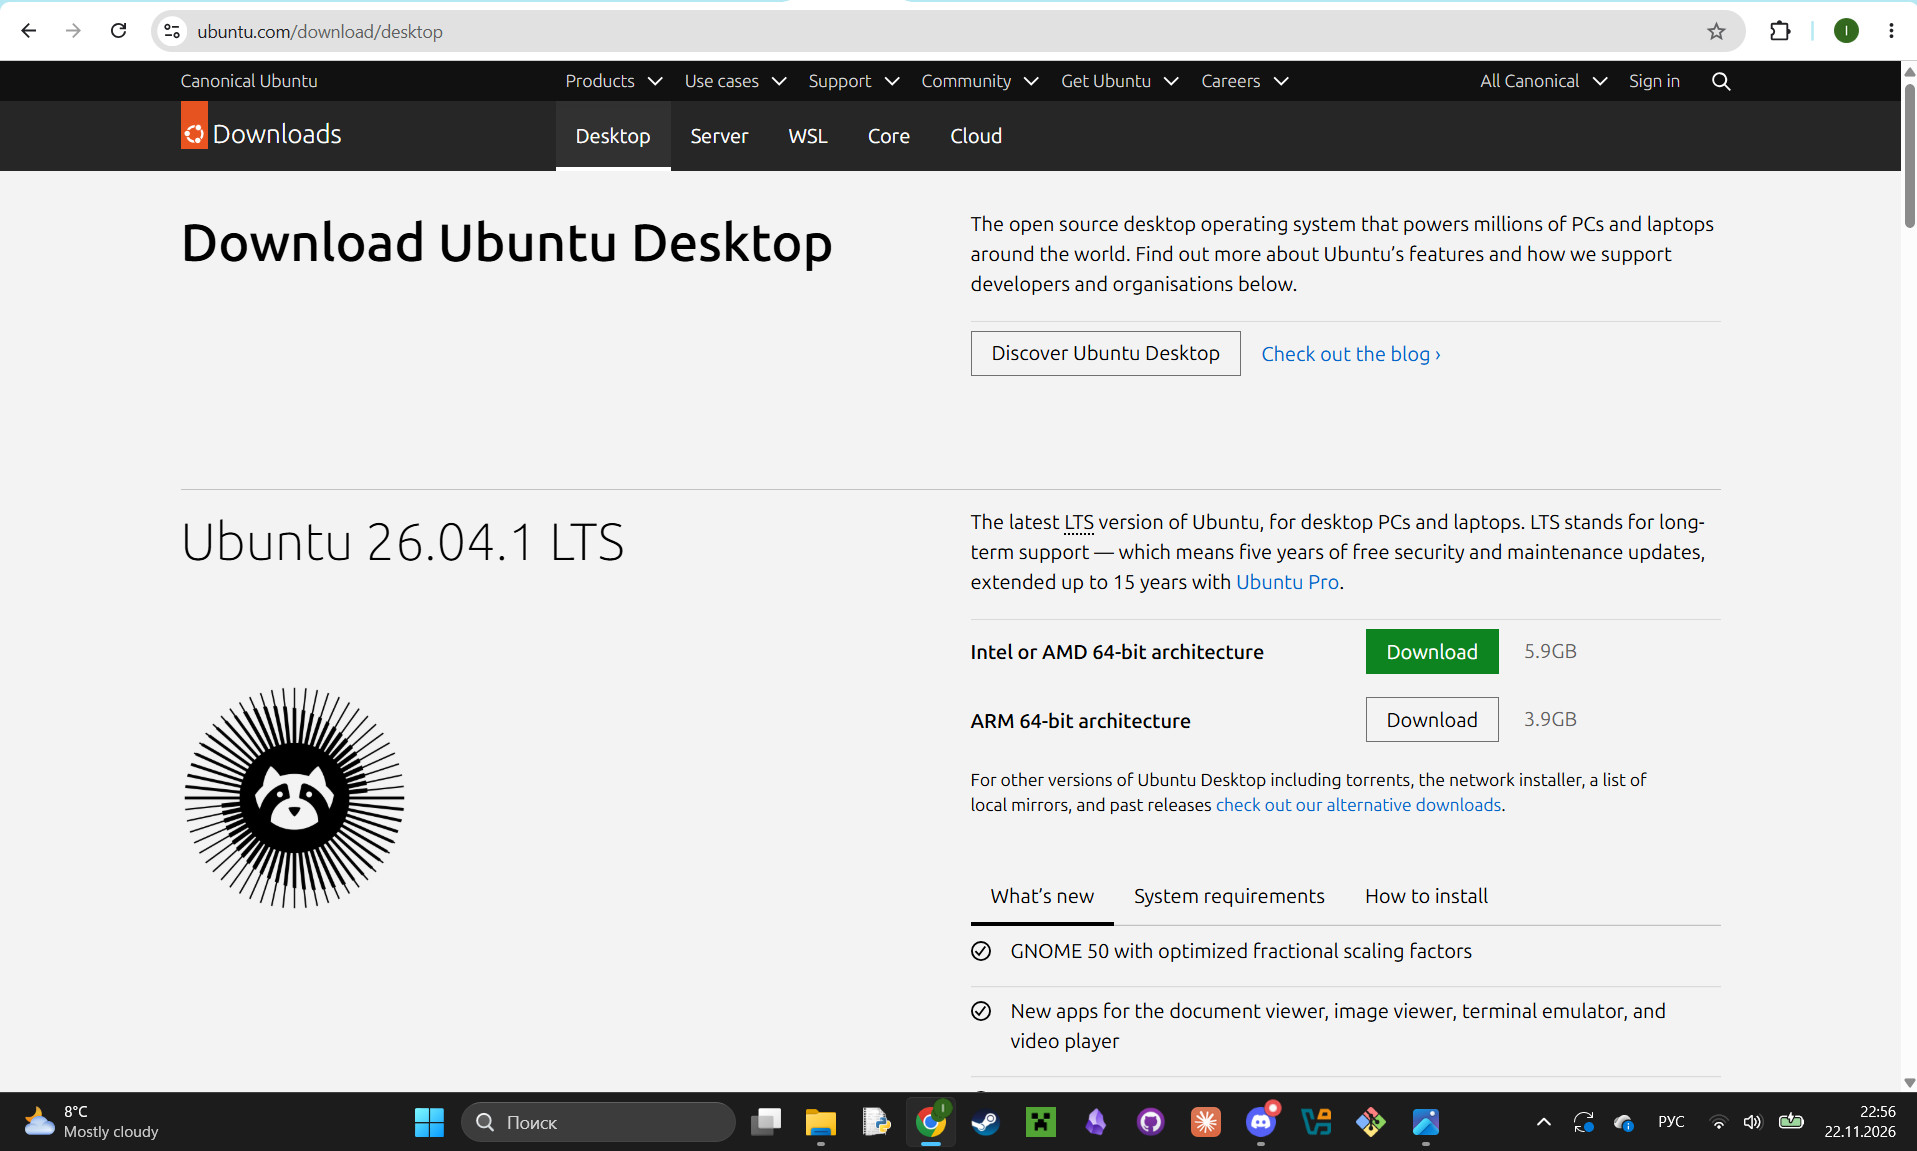 ubuntu.com/download/desktop
Canonical Ubuntu Products Use cases Support Community Get Ubuntu Careers All Canonical Sign in
Downloads Desktop Server WSL Core Cloud
Download Ubuntu Desktop
The open source desktop operating system that powers millions of PCs and laptops
around the world. Find out more about Ubuntu's features and how we support
developers and organisations below.
Discover Ubuntu Desktop Check out the blog ›
Ubuntu 26.04.1 LTS
The latest LTS version of Ubuntu, for desktop PCs and laptops. LTS stands for long-
term support — which means five years of free security and maintenance updates,
extended up to 15 years with Ubuntu Pro.
Intel or AMD 64-bit architecture Download 5.9GB
ARM 64-bit architecture Download 3.9GB
For other versions of Ubuntu Desktop including torrents, the network installer, a list of
local mirrors, and past releases check out our alternative downloads.
What's new System requirements How to install
GNOME 50 with optimized fractional scaling factors
New apps for the document viewer, image viewer, terminal emulator, and
video player
8°C
Mostly cloudy
Поиск
РУС
22:56
22.11.2026